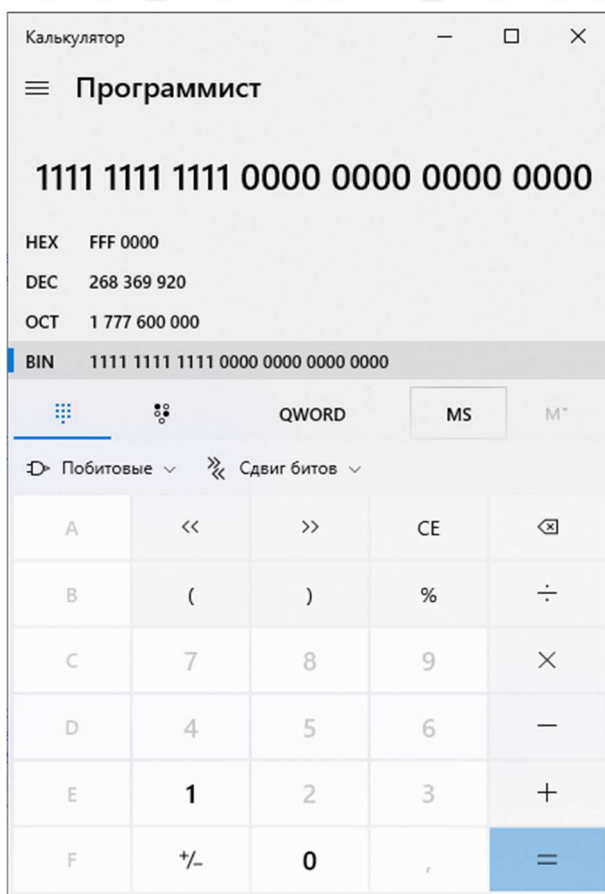 Калькулятор
Программист
1111 1111 1111 0000 0000 0000 0000
HEX FFF 0000
DEC 268 369 920
OCT 1 777 600 000
BIN 1111 1111 1111 0000 0000 0000 0000
QWORD MS M˅
Побитовые Сдвиг битов
A << >> CE
B ( ) % ÷
C 7 8 9 ×
D 4 5 6 −
E 1 2 3 +
F +/− 0 , =